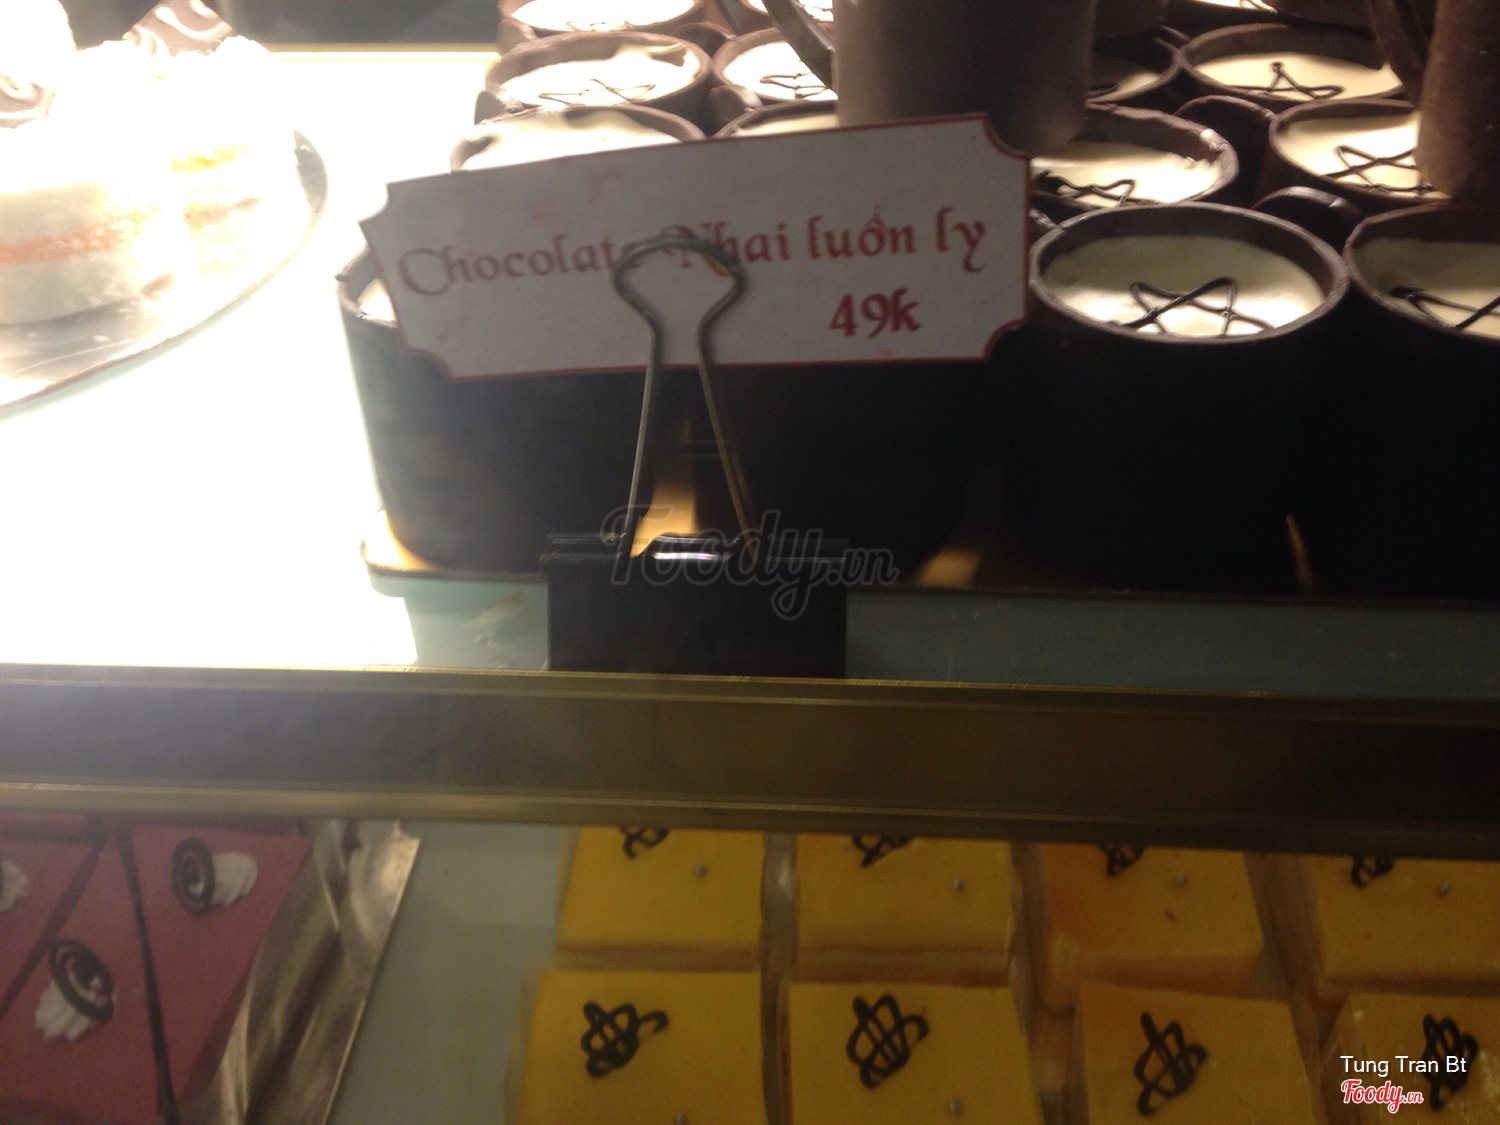 Chocolate Nhai luôn ly
49k
Foody.vn
Tung Tran Bt
Foody.vn